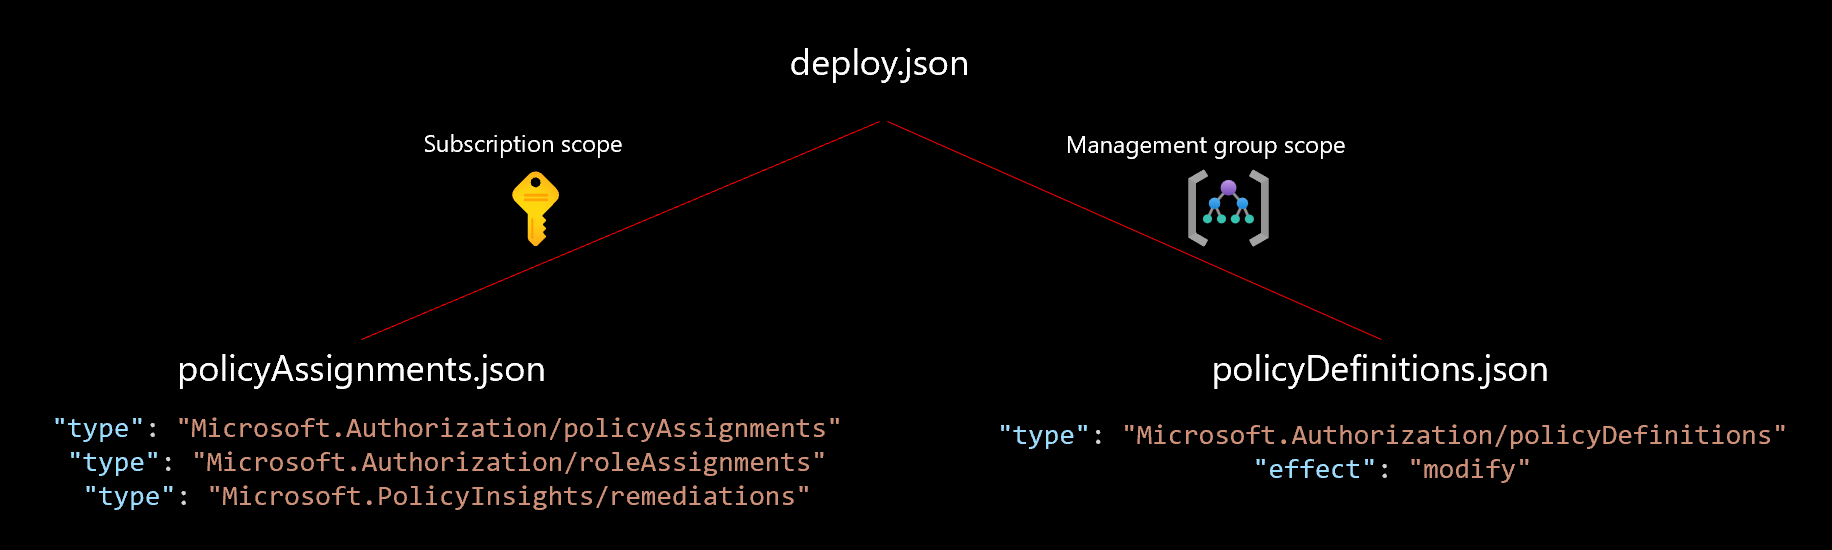 deploy.json
Subscription scope
Management group scope
policyAssignments.json
"type": "Microsoft.Authorization/policyAssignments"
"type": "Microsoft.Authorization/roleAssignments"
"type": "Microsoft.PolicyInsights/remediations"
policyDefinitions.json
"type": "Microsoft.Authorization/policyDefinitions"
"effect": "modify"